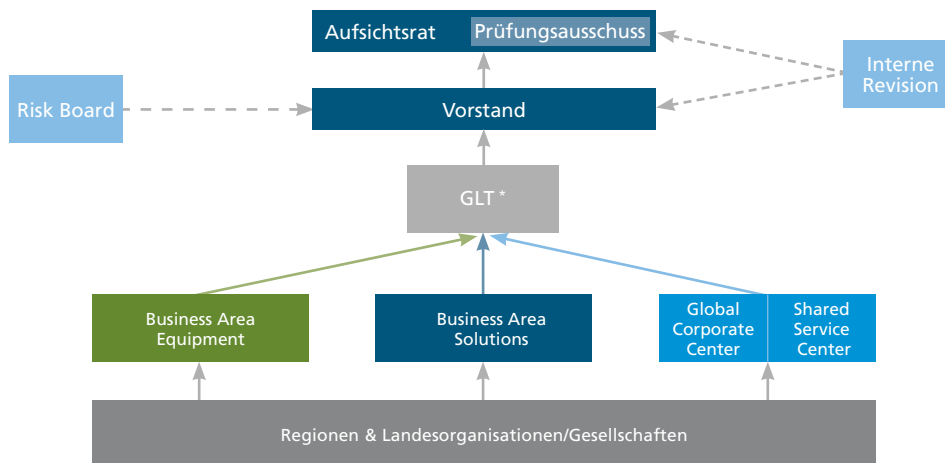 Aufsichtsrat Prüfungsausschuss
Interne
Revision
Risk Board
Vorstand
GLT *
Business Area
Equipment
Business Area
Solutions
Global
Corporate
Center
Shared
Service
Center
Regionen & Landesorganisationen/Gesellschaften